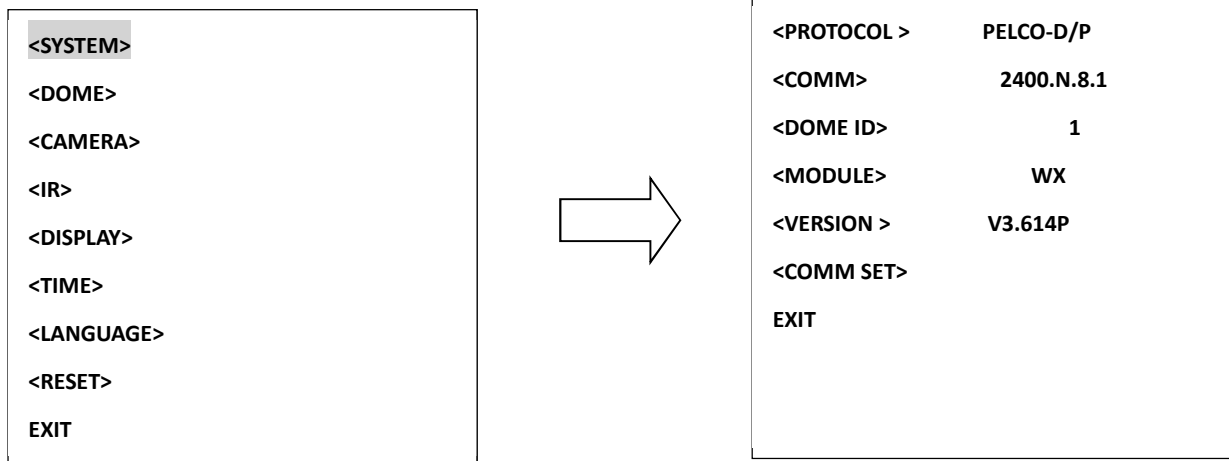 <SYSTEM>
<DOME>
<CAMERA>
<IR>
<DISPLAY>
<TIME>
<LANGUAGE>
<RESET>
EXIT
<PROTOCOL > PELCO-D/P
<COMM> 2400.N.8.1
<DOME ID> 1
<MODULE> WX
<VERSION > V3.614P
<COMM SET>
EXIT